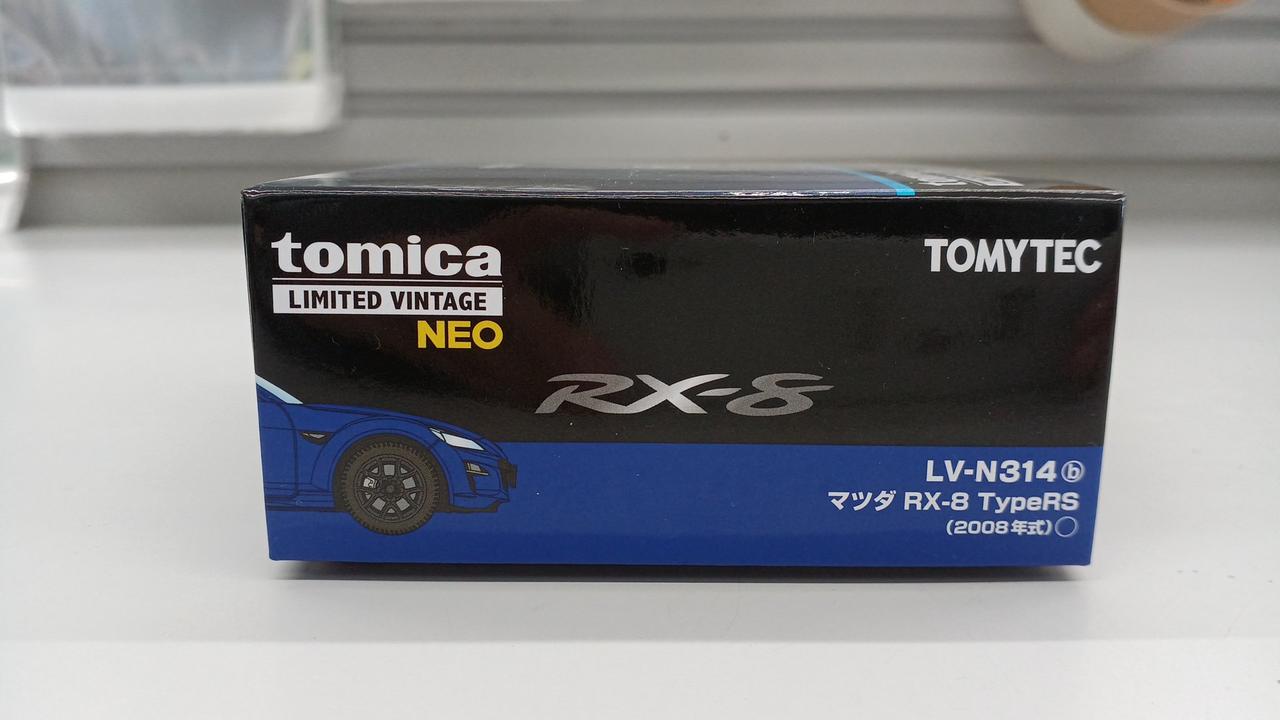 tomica
LIMITED VINTAGE
NEO
TOMYTEC
RX-8
LV-N314ⓑ
マツダ RX-8 TypeRS
(2008年式)○